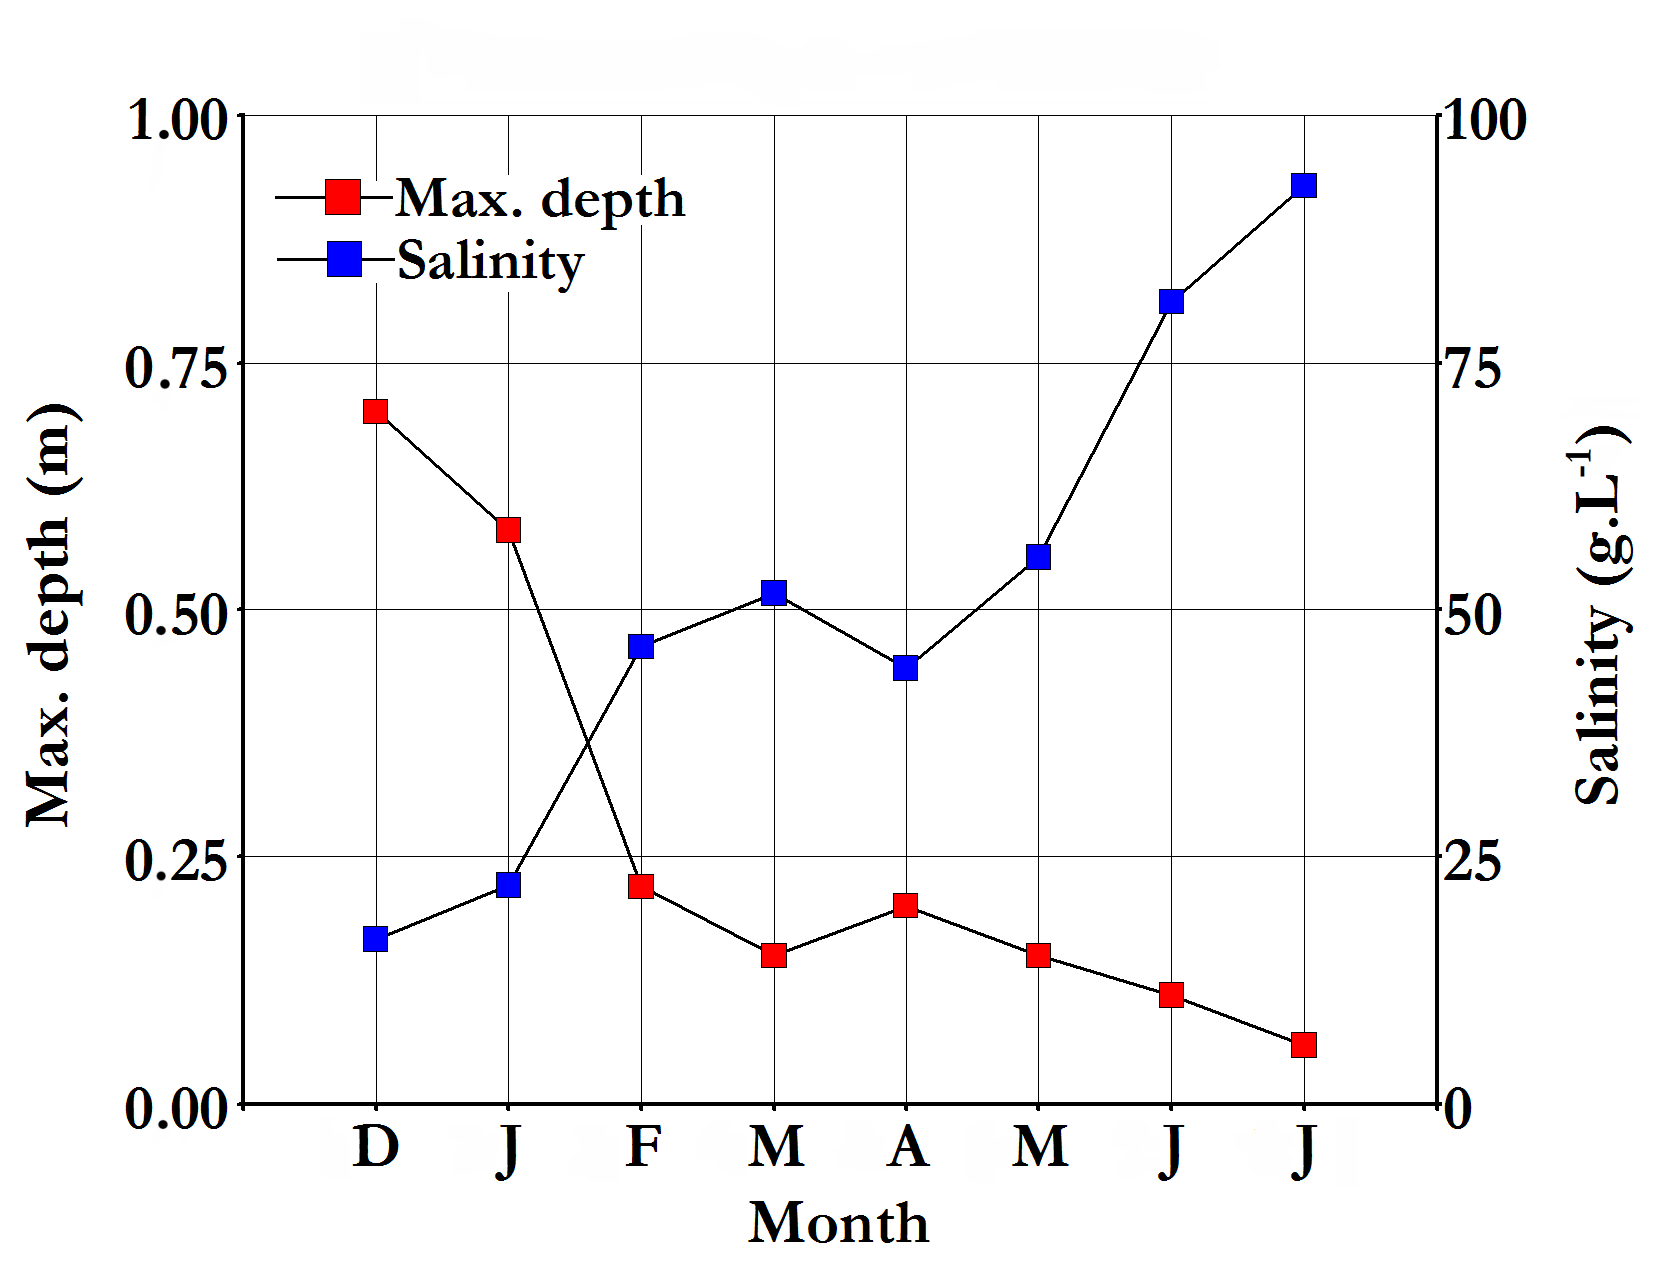 1.00
0.75
0.50
0.25
0.00
Max. depth (m)
Max. depth
Salinity
100
75
50
25
0
Salinity (g.L-1)
D J F M A M J J
Month